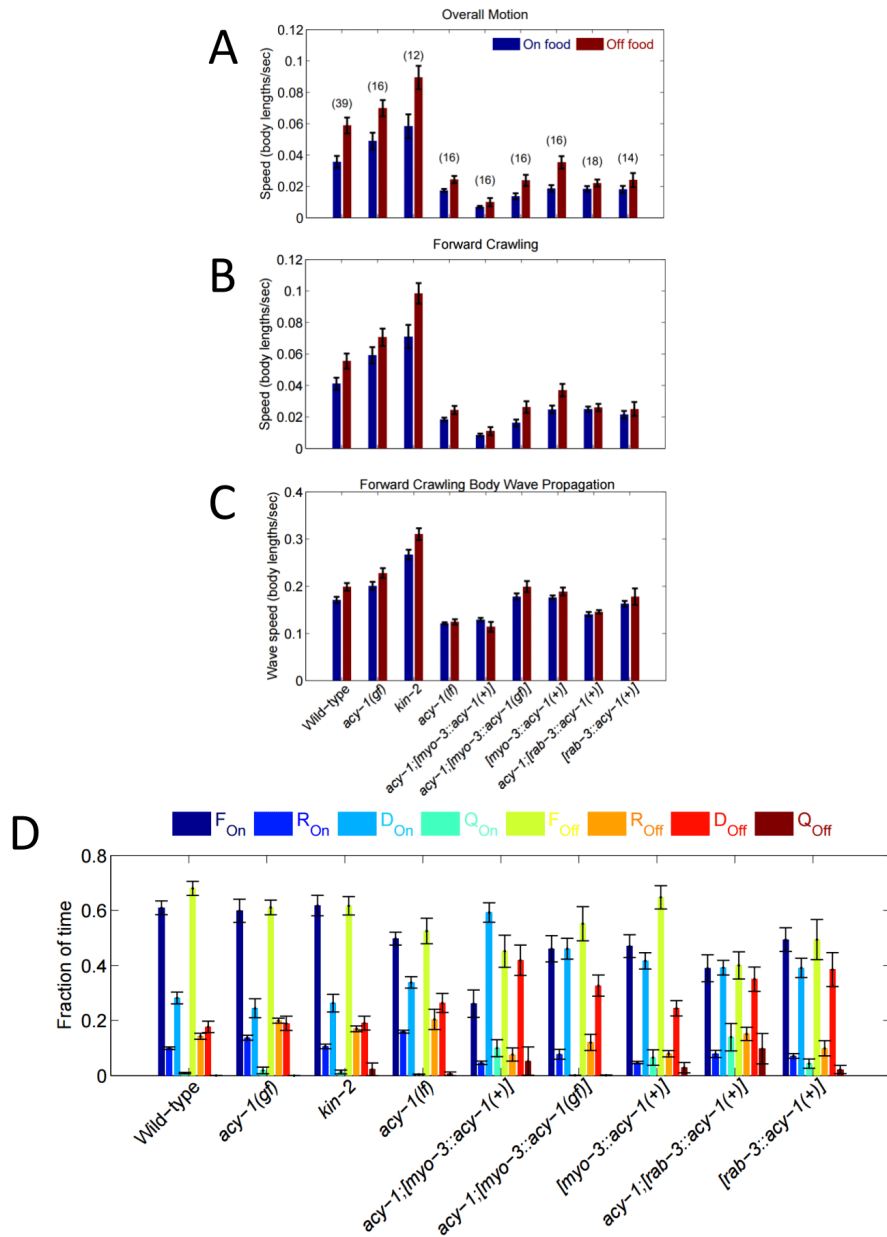 A
Overall Motion
On food Off food
Speed (body lengths/sec)
0.12
0.1
0.08
0.06
0.04
0.02
0
(39)
(16)
(12)
(16)
(16)
(16)
(16)
(18)
(14)
B
Forward Crawling
Speed (body lengths/sec)
0.12
0.1
0.08
0.06
0.04
0.02
0
C
Forward Crawling Body Wave Propagation
Wave speed (body lengths/sec)
0.4
0.3
0.2
0.1
0
Wild-type
acy-1(gf)
kin-2
acy-1(lf)
acy-1;[myo-3::acy-1(+)]
acy-1;[myo-3::acy-1(gf)]
[myo-3::acy-1(+)]
acy-1;[rab-3::acy-1(+)]
[rab-3::acy-1(+)]
D
F On R On D On Q On F Off R Off D Off Q Off
Fraction of time
0.8
0.6
0.4
0.2
0
Wild-type
acy-1(gf)
kin-2
acy-1(lf)
acy-1;[myo-3::acy-1(+)]
acy-1;[myo-3::acy-1(gf)]
[myo-3::acy-1(+)]
acy-1;[rab-3::acy-1(+)]
[rab-3::acy-1(+)]